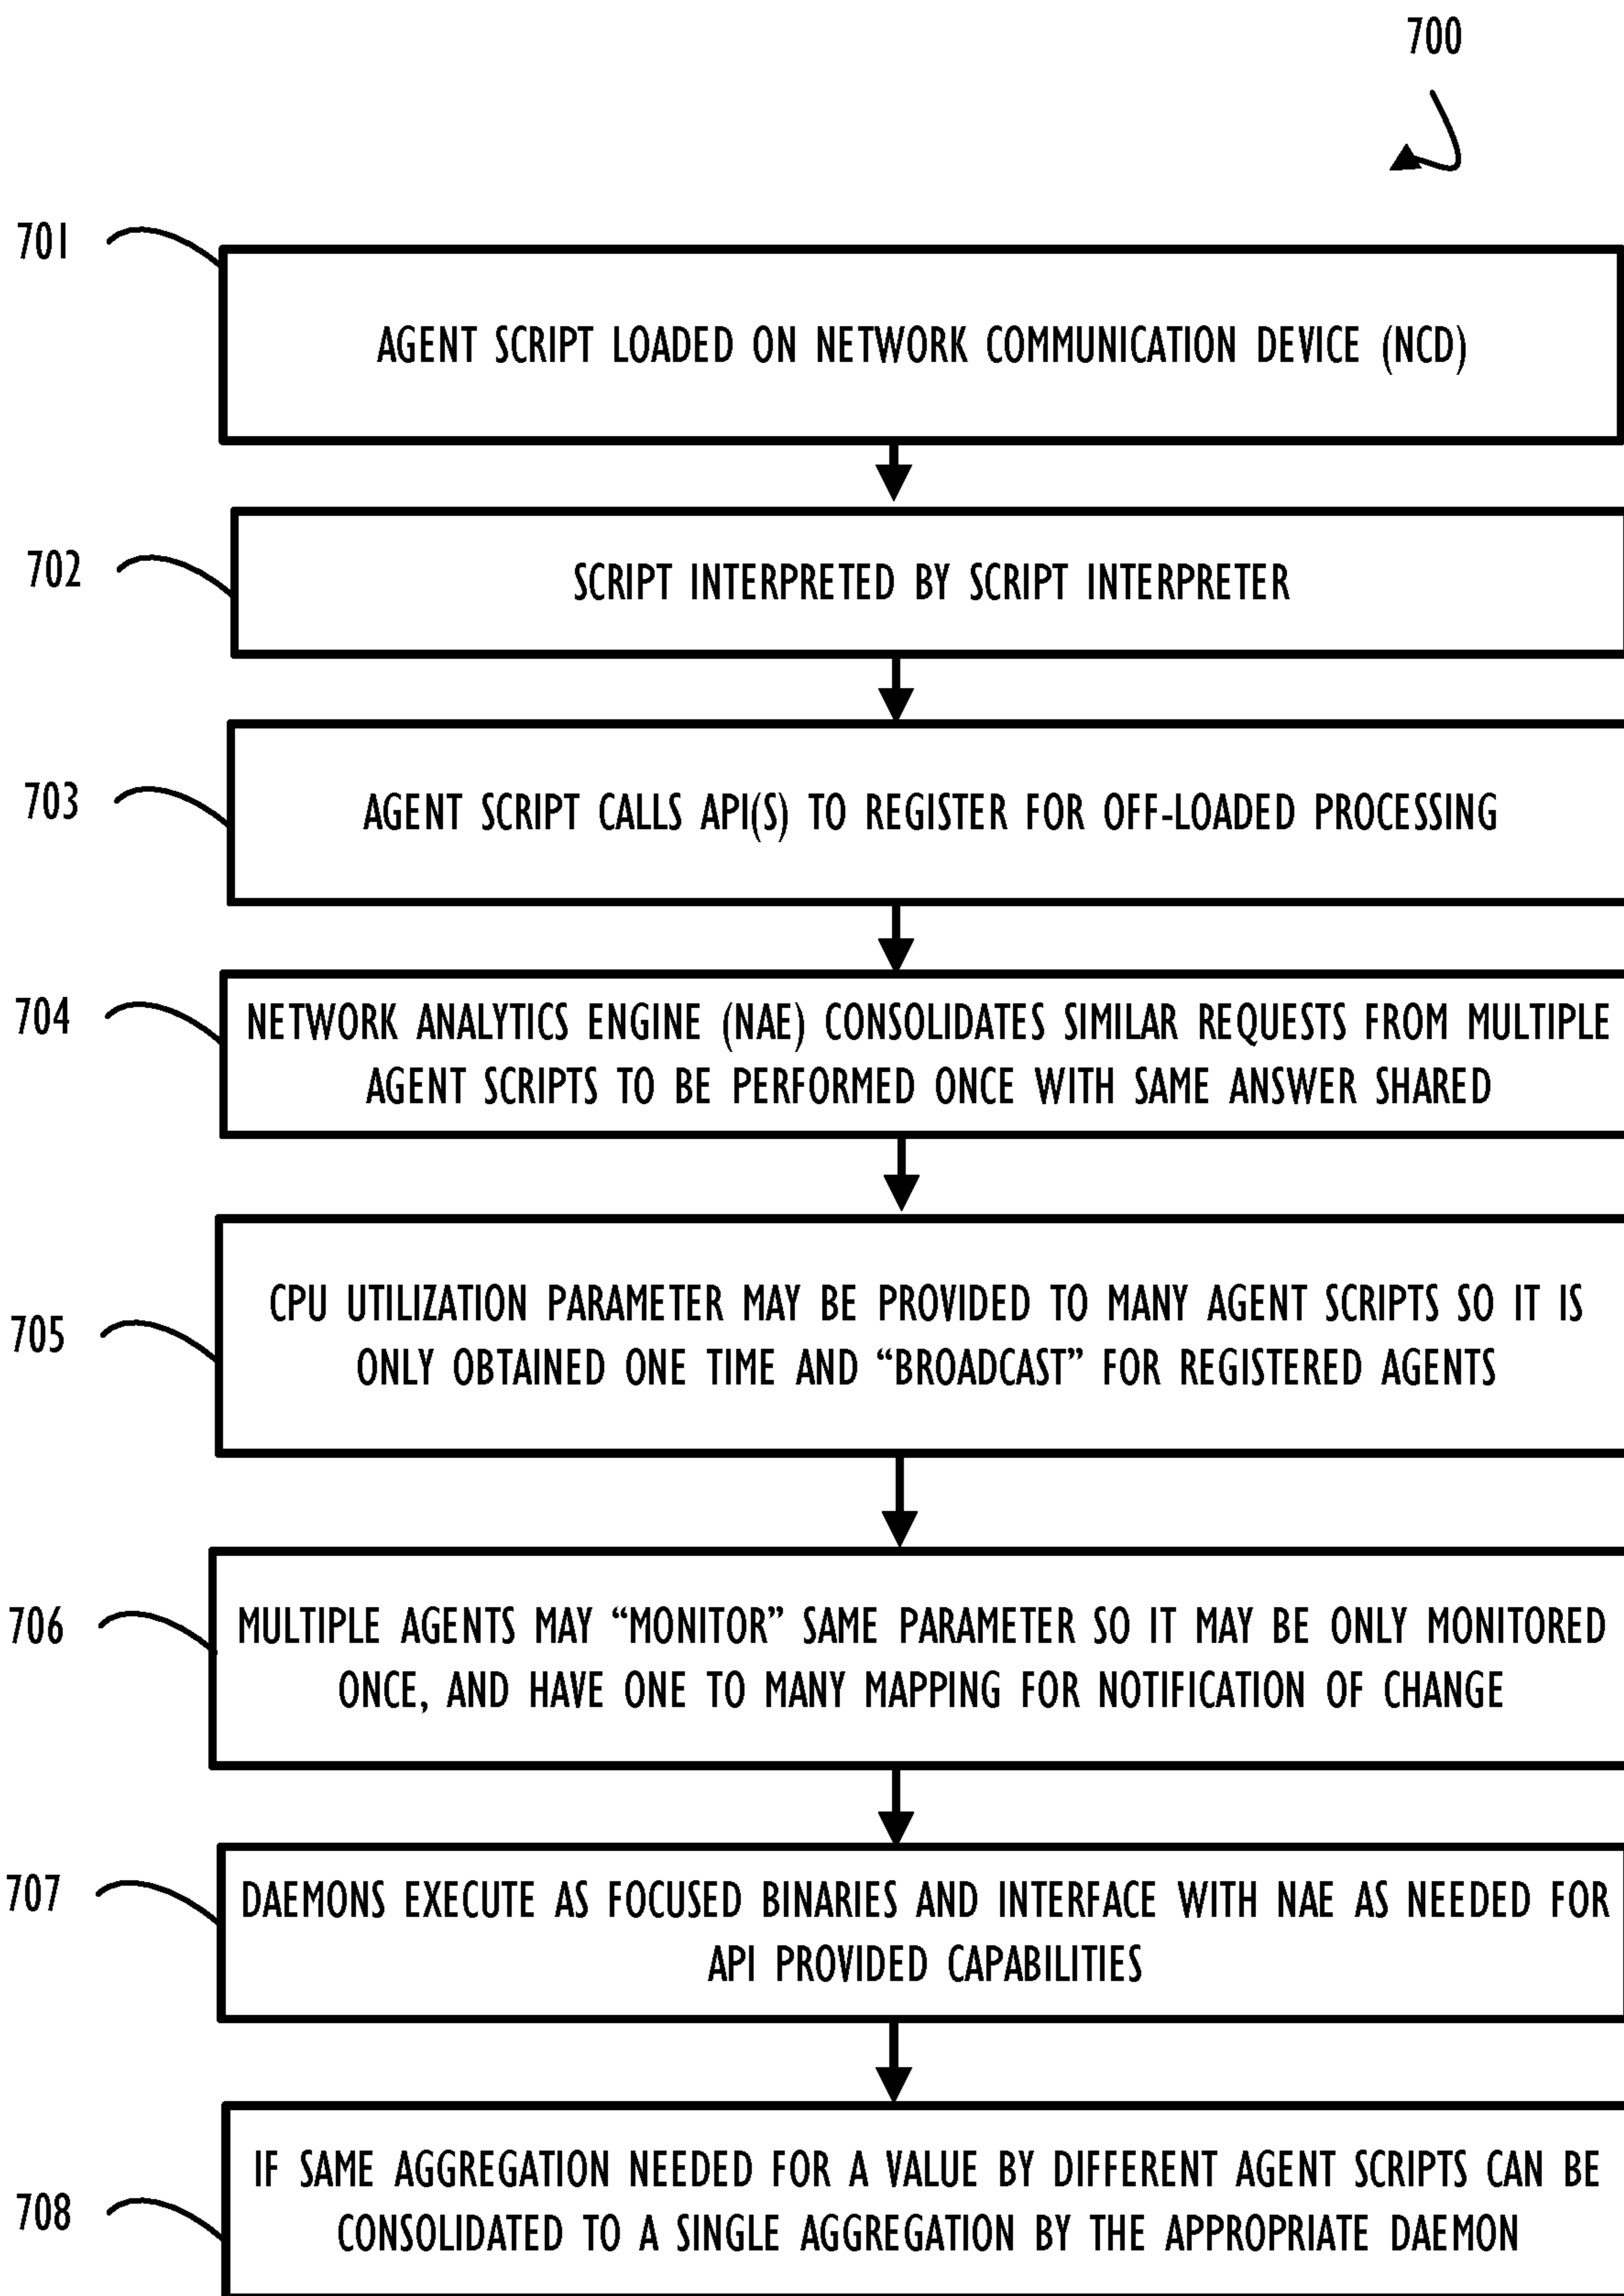 700
701
AGENT SCRIPT LOADED ON NETWORK COMMUNICATION DEVICE (NCD)
702
SCRIPT INTERPRETED BY SCRIPT INTERPRETER
703
AGENT SCRIPT CALLS API(S) TO REGISTER FOR OFF-LOADED PROCESSING
704
NETWORK ANALYTICS ENGINE (NAE) CONSOLIDATES SIMILAR REQUESTS FROM MULTIPLE
AGENT SCRIPTS TO BE PERFORMED ONCE WITH SAME ANSWER SHARED
705
CPU UTILIZATION PARAMETER MAY BE PROVIDED TO MANY AGENT SCRIPTS SO IT IS
ONLY OBTAINED ONE TIME AND “BROADCAST” FOR REGISTERED AGENTS
706
MULTIPLE AGENTS MAY “MONITOR” SAME PARAMETER SO IT MAY BE ONLY MONITORED
ONCE, AND HAVE ONE TO MANY MAPPING FOR NOTIFICATION OF CHANGE
707
DAEMONS EXECUTE AS FOCUSED BINARIES AND INTERFACE WITH NAE AS NEEDED FOR
API PROVIDED CAPABILITIES
708
IF SAME AGGREGATION NEEDED FOR A VALUE BY DIFFERENT AGENT SCRIPTS CAN BE
CONSOLIDATED TO A SINGLE AGGREGATION BY THE APPROPRIATE DAEMON